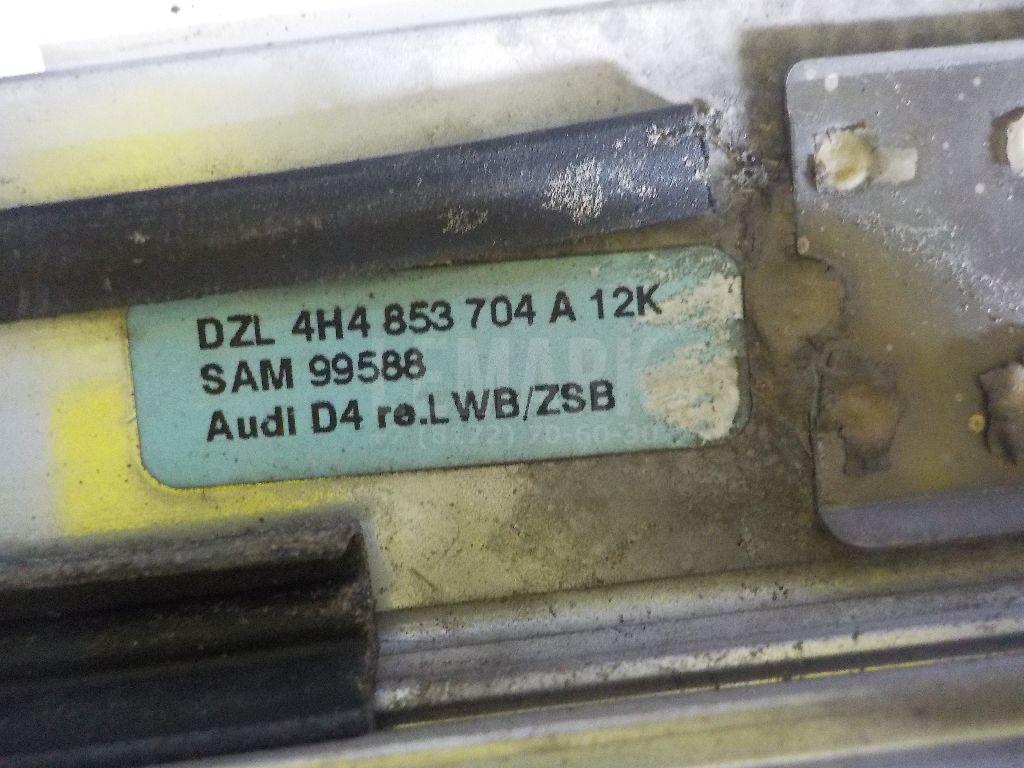 DZL 4H4 853 704 A 12K
SAM 99588
Audi D4 re.LWB/ZSB